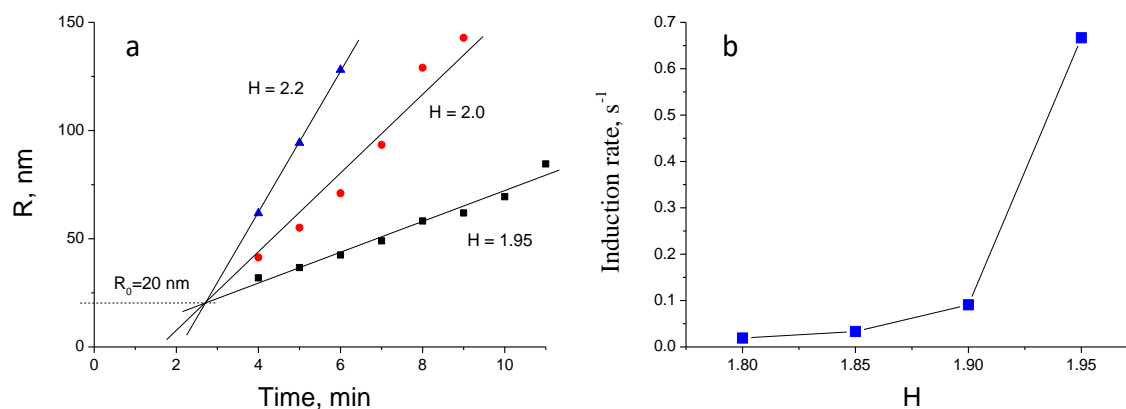 a
150
100
50
0
R, nm
H = 2.2
H = 2.0
H = 1.95
R₀=20 nm
0 2 4 6 8 10
Time, min
b
0.7
0.6
0.5
0.4
0.3
0.2
0.1
0.0
Induction rate, s⁻¹
1.80 1.85 1.90 1.95
H